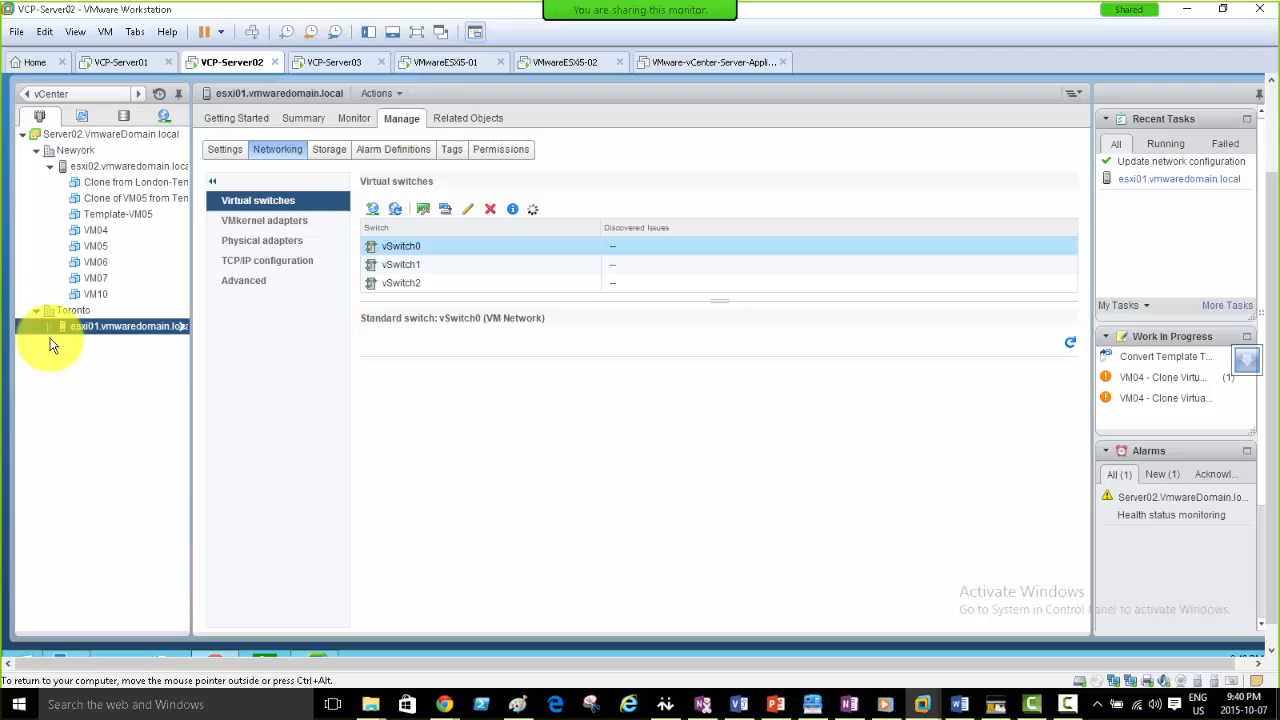 VCP-Server02 - VMware Workstation
You are sharing this monitor.
Shared
File Edit View VM Tabs Help
Home VCP-Server01 VCP-Server02 VCP-Server03 VMwareESXi5-01 VMwareESXi5-02 VMware-vCenter-Server-Appli...
vCenter
esxi01.vmwaredomain.local Actions
Getting Started Summary Monitor Manage Related Objects
Settings Networking Storage Alarm Definitions Tags Permissions
Server02.VmwareDomain.local
Newyork
esxi02.vmwaredomain.loca
Clone from London-Ten
Clone of VM05 from Ten
Template-VM05
VM04
VM05
VM06
VM07
VM10
Toronto
esxi01.vmwaredomain.loca
Virtual switches
VMkernel adapters
Physical adapters
TCP/IP configuration
Advanced
Virtual switches
Switch Discovered Issues
vSwitch0 --
vSwitch1 --
vSwitch2 --
Standard switch: vSwitch0 (VM Network)
Recent Tasks
All Running Failed
Update network configuration
esxi01.vmwaredomain.local
My Tasks More Tasks
Work In Progress
Convert Template T...
VM04 - Clone Virtu... (1)
VM04 - Clone Virtua...
Alarms
All (1) New (1) Acknowl...
Server02.VmwareDomain.lo...
Health status monitoring
Activate Windows
Go to System in Control Panel to activate Windows.
To return to your computer, move the mouse pointer outside or press Ctrl+Alt.
Search the web and Windows
ENG 9:40 PM
US 2015-10-07